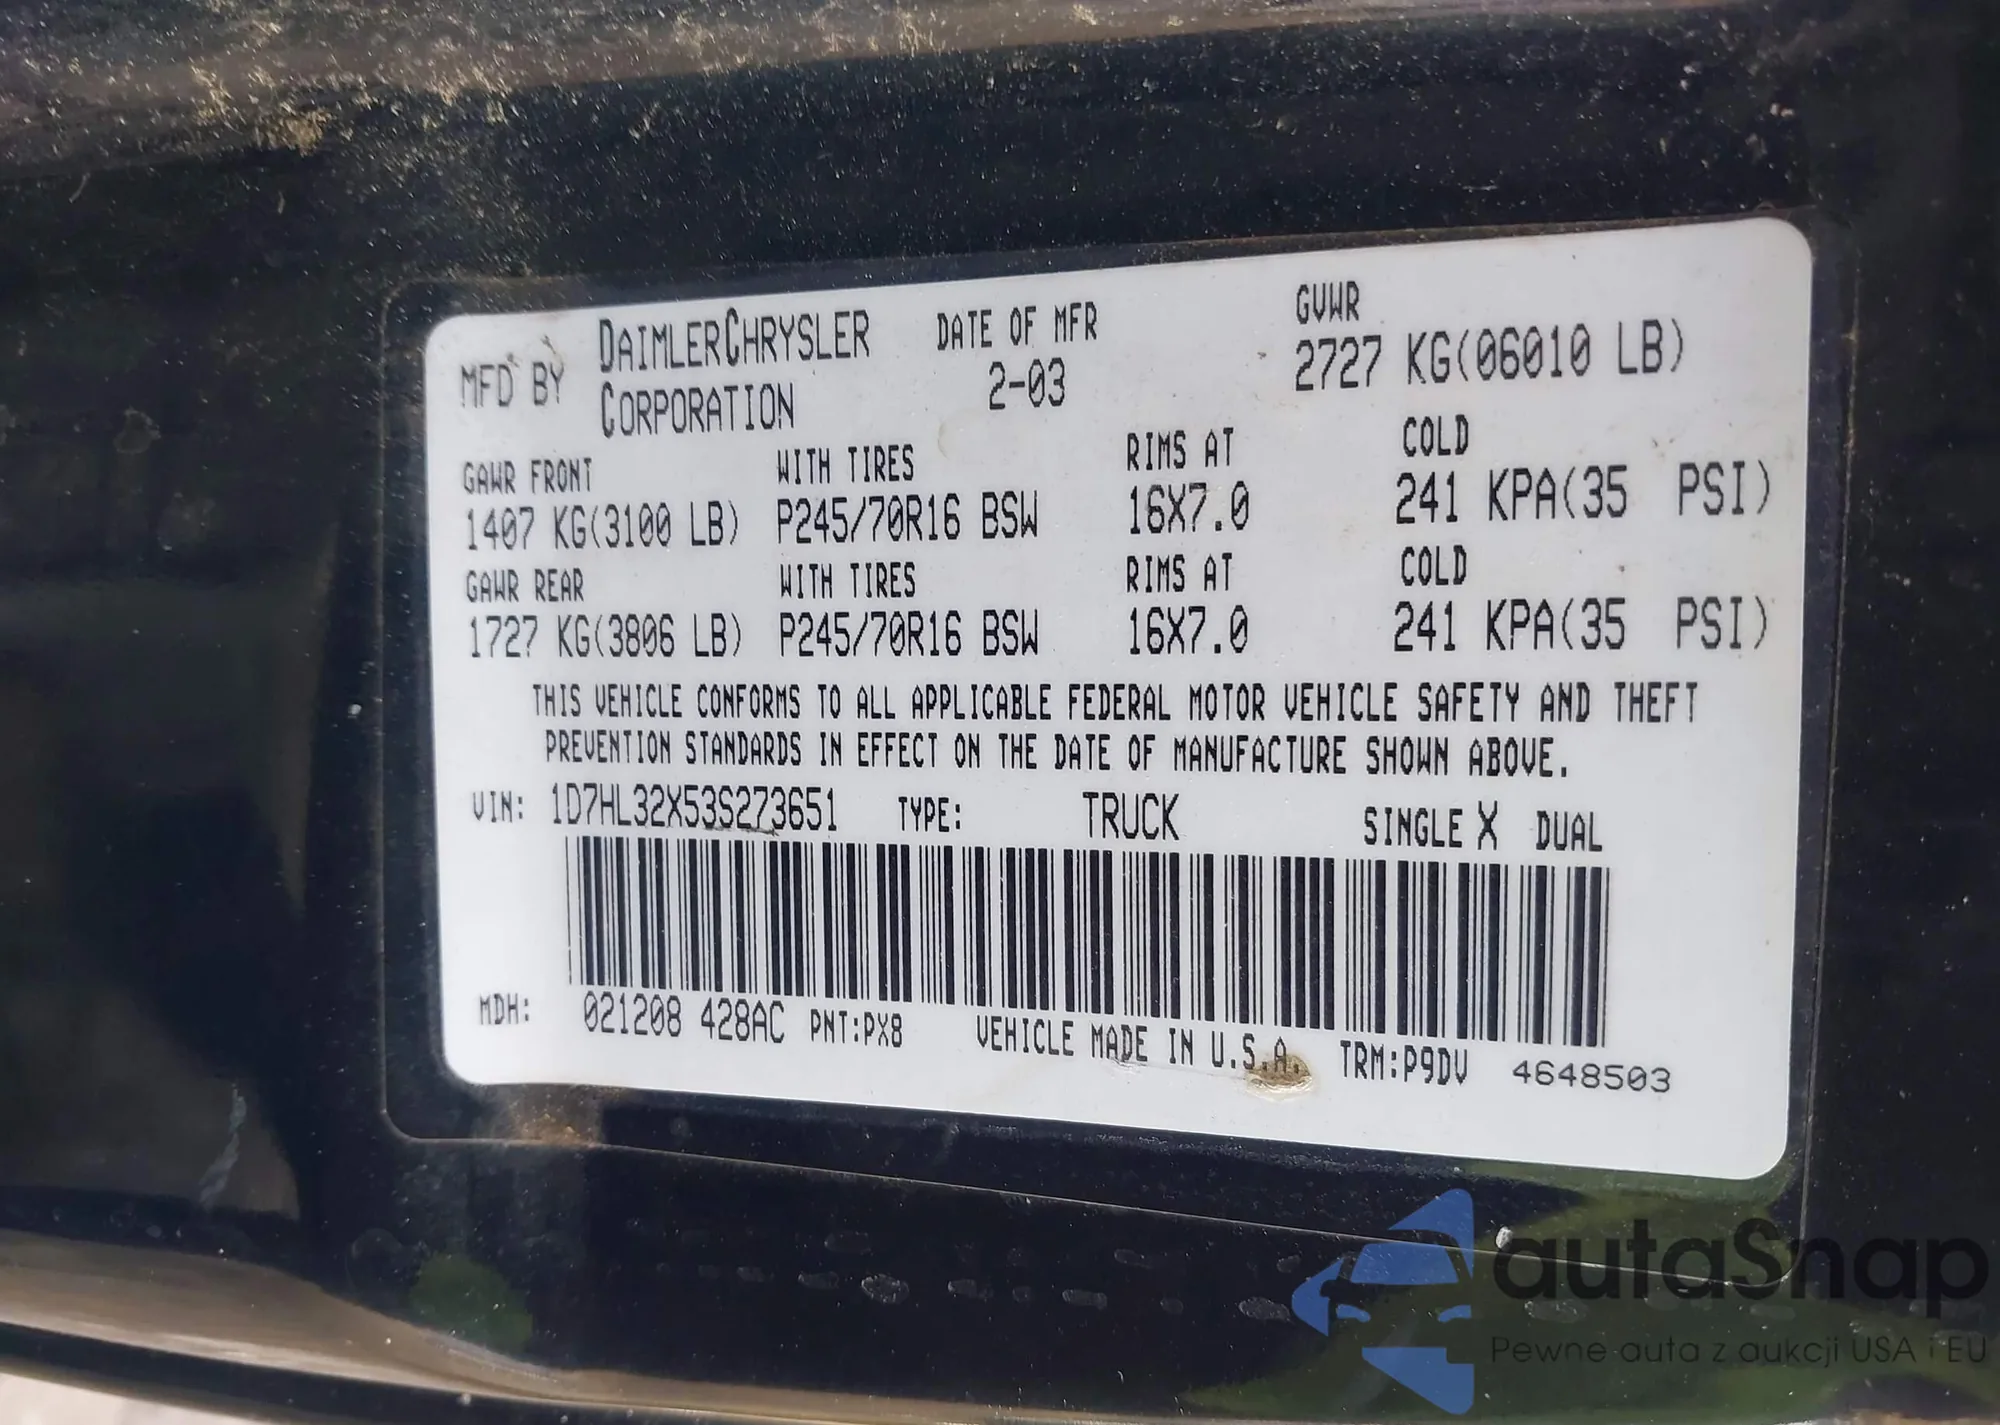 MFD BY DAIMLERCHRYSLER CORPORATION DATE OF MFR 2-03 GVWR 2727 KG(06010 LB)
GAWR FRONT WITH TIRES RIMS AT COLD
1407 KG(3100 LB) P245/70R16 BSW 16X7.0 241 KPA(35 PSI)
GAWR REAR WITH TIRES RIMS AT COLD
1727 KG(3806 LB) P245/70R16 BSW 16X7.0 241 KPA(35 PSI)
THIS VEHICLE CONFORMS TO ALL APPLICABLE FEDERAL MOTOR VEHICLE SAFETY AND THEFT
PREVENTION STANDARDS IN EFFECT ON THE DATE OF MANUFACTURE SHOWN ABOVE.
VIN: 1D7HL32X53S273651 TYPE: TRUCK SINGLE X DUAL
MDH: 021208 428AC PNT:PX8 VEHICLE MADE IN U.S.A. TRM:P9DV 4648503
autaSnap
Pewne auta z aukcji USA i EU